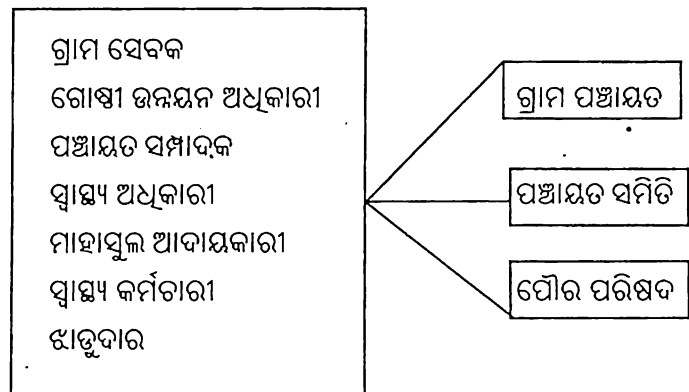 ଗ୍ରାମ ସେବକ
ଗୋଷ୍ଠୀ ଉନ୍ନୟନ ଅଧିକାରୀ
ପଞ୍ଚାୟତ ସମ୍ପାଦକ
ସ୍ୱାସ୍ଥ୍ୟ ଅଧିକାରୀ
ମାହାସୁଲ ଆଦାୟକାରୀ
ସ୍ୱାସ୍ଥ୍ୟ କର୍ମଚାରୀ
ଝାଡୁଦାର
ଗ୍ରାମ ପଞ୍ଚାୟତ
ପଞ୍ଚାୟତ ସମିତି
ପୌର ପରିଷଦ